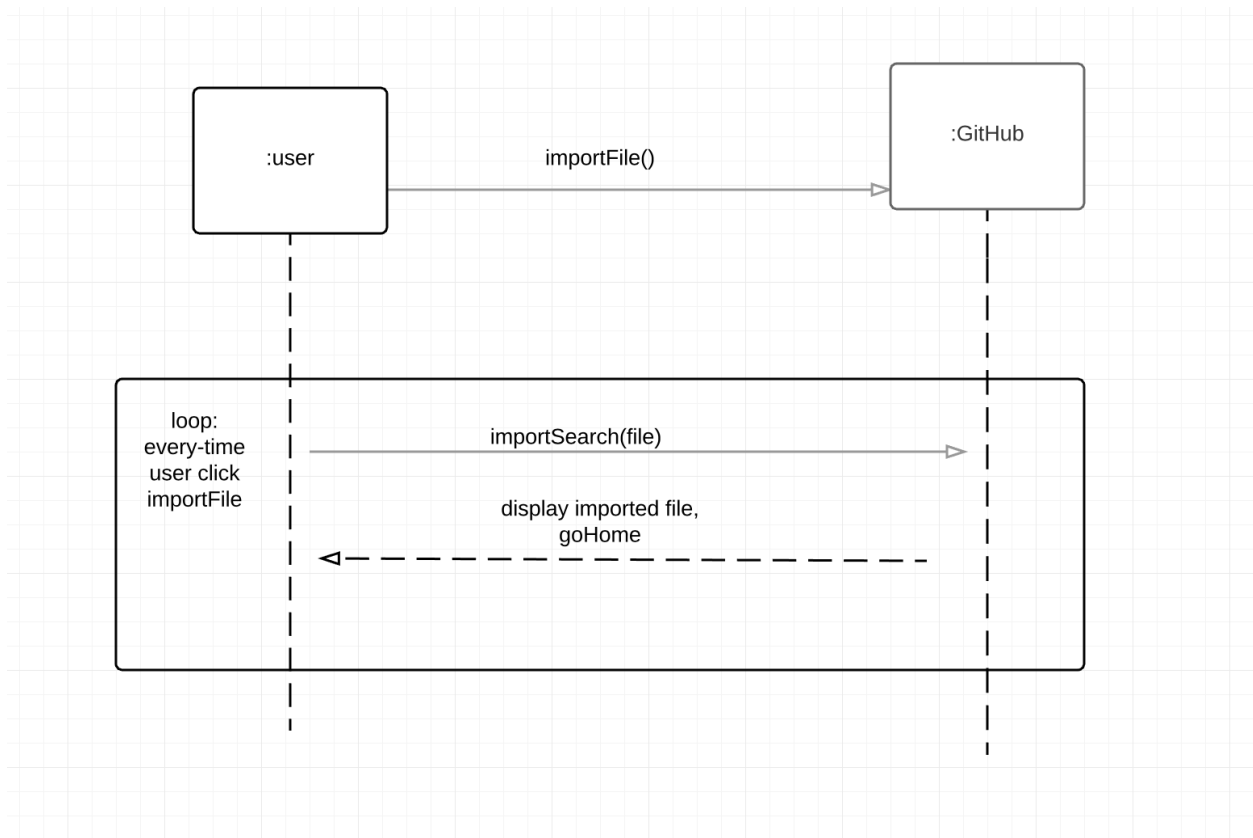 :user
importFile()
:GitHub
loop:
every-time
user click
importFile
importSearch(file)
display imported file,
goHome